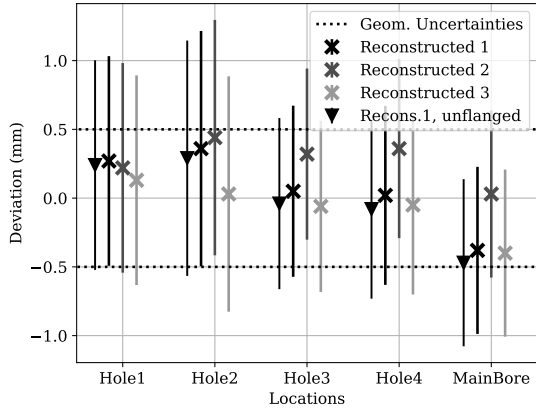 Geom. Uncertainties
Reconstructed 1
Reconstructed 2
Reconstructed 3
Recons.1, unflanged
Deviation (mm)
1.0
0.5
0.0
−0.5
−1.0
Hole1 Hole2 Hole3 Hole4 MainBore
Locations